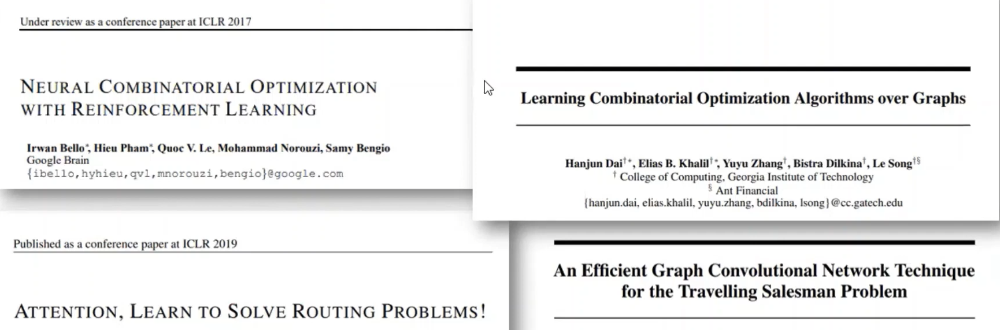 Under review as a conference paper at ICLR 2017
NEURAL COMBINATORIAL OPTIMIZATION
WITH REINFORCEMENT LEARNING
Irwan Bello*, Hieu Pham*, Quoc V. Le, Mohammad Norouzi, Samy Bengio
Google Brain
{ibello,hyhieu,qvl,mnorouzi,bengio}@google.com
Learning Combinatorial Optimization Algorithms over Graphs
Hanjun Dai†*, Elias B. Khalil†*, Yuyu Zhang†, Bistra Dilkina†, Le Song†§
† College of Computing, Georgia Institute of Technology
§ Ant Financial
{hanjun.dai, elias.khalil, yuyu.zhang, bdilkina, lsong}@cc.gatech.edu
Published as a conference paper at ICLR 2019
ATTENTION, LEARN TO SOLVE ROUTING PROBLEMS!
An Efficient Graph Convolutional Network Technique
for the Travelling Salesman Problem